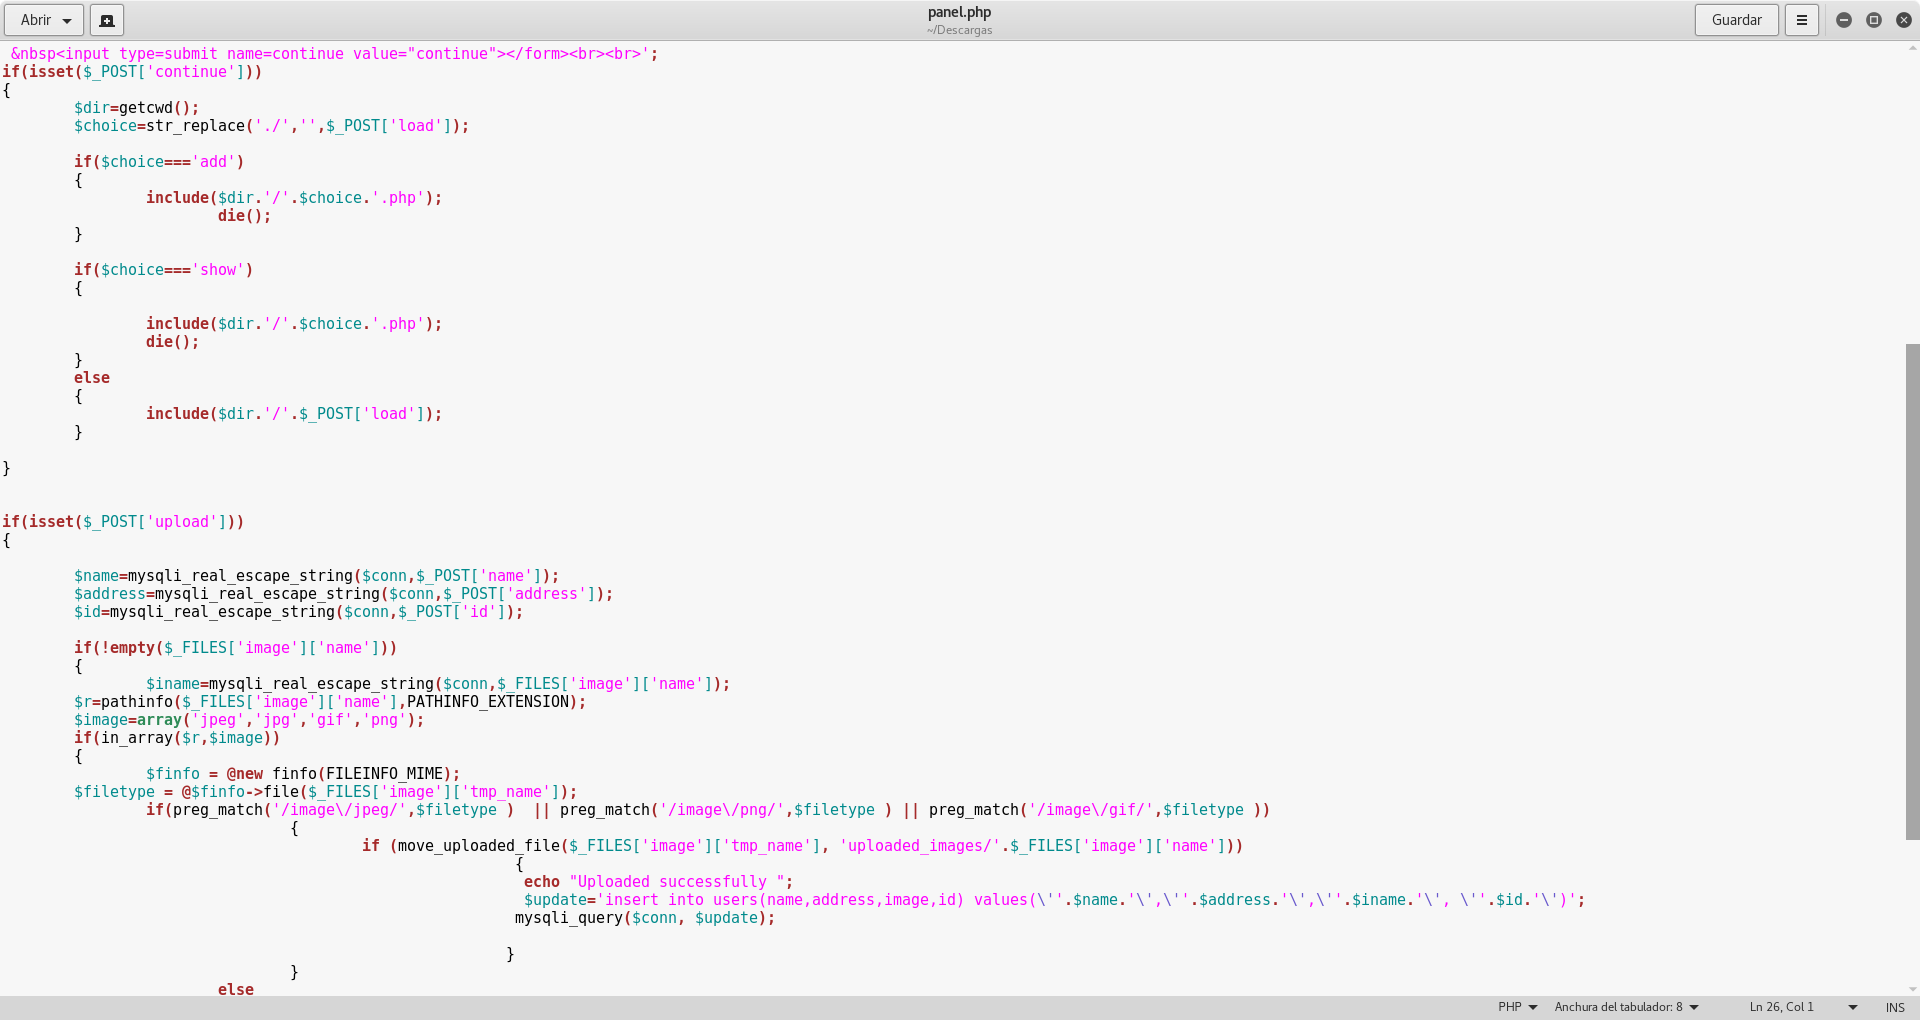 Abrir
panel.php
~/Descargas
Guardar
&nbsp<input type=submit name=continue value="continue"></form><br><br>';
if(isset($_POST['continue']))
{
$dir=getcwd();
$choice=str_replace('./','',$_POST['load']);
if($choice==='add')
{
include($dir.'/'.$choice.'.php');
die();
}
if($choice==='show')
{
include($dir.'/'.$choice.'.php');
die();
}
else
{
include($dir.'/'.$_POST['load']);
}
}
if(isset($_POST['upload']))
{
$name=mysqli_real_escape_string($conn,$_POST['name']);
$address=mysqli_real_escape_string($conn,$_POST['address']);
$id=mysqli_real_escape_string($conn,$_POST['id']);
if(!empty($_FILES['image']['name']))
{
$iname=mysqli_real_escape_string($conn,$_FILES['image']['name']);
$r=pathinfo($_FILES['image']['name'],PATHINFO_EXTENSION);
$image=array('jpeg','jpg','gif','png');
if(in_array($r,$image))
{
$finfo = @new finfo(FILEINFO_MIME);
$filetype = @$finfo->file($_FILES['image']['tmp_name']);
if(preg_match('/image\/jpeg/',$filetype )  || preg_match('/image\/png/',$filetype ) || preg_match('/image\/gif/',$filetype ))
{
if (move_uploaded_file($_FILES['image']['tmp_name'], 'uploaded_images/'.$_FILES['image']['name']))
{
echo "Uploaded successfully ";
$update='insert into users(name,address,image,id) values(\''.$name.'\',\''.$address.'\',\''.$iname.'\', \''.$id.'\')';
mysqli_query($conn, $update);
}
}
else
PHP
Anchura del tabulador: 8
Ln 26, Col 1
INS